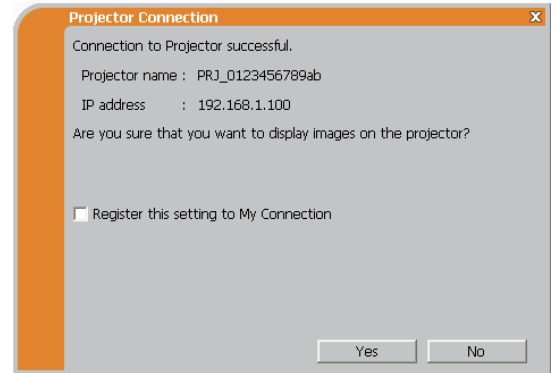 Projector Connection X
Connection to Projector successful.
Projector name : PRJ_0123456789ab
IP address : 192.168.1.100
Are you sure that you want to display images on the projector?
Register this setting to My Connection
Yes No